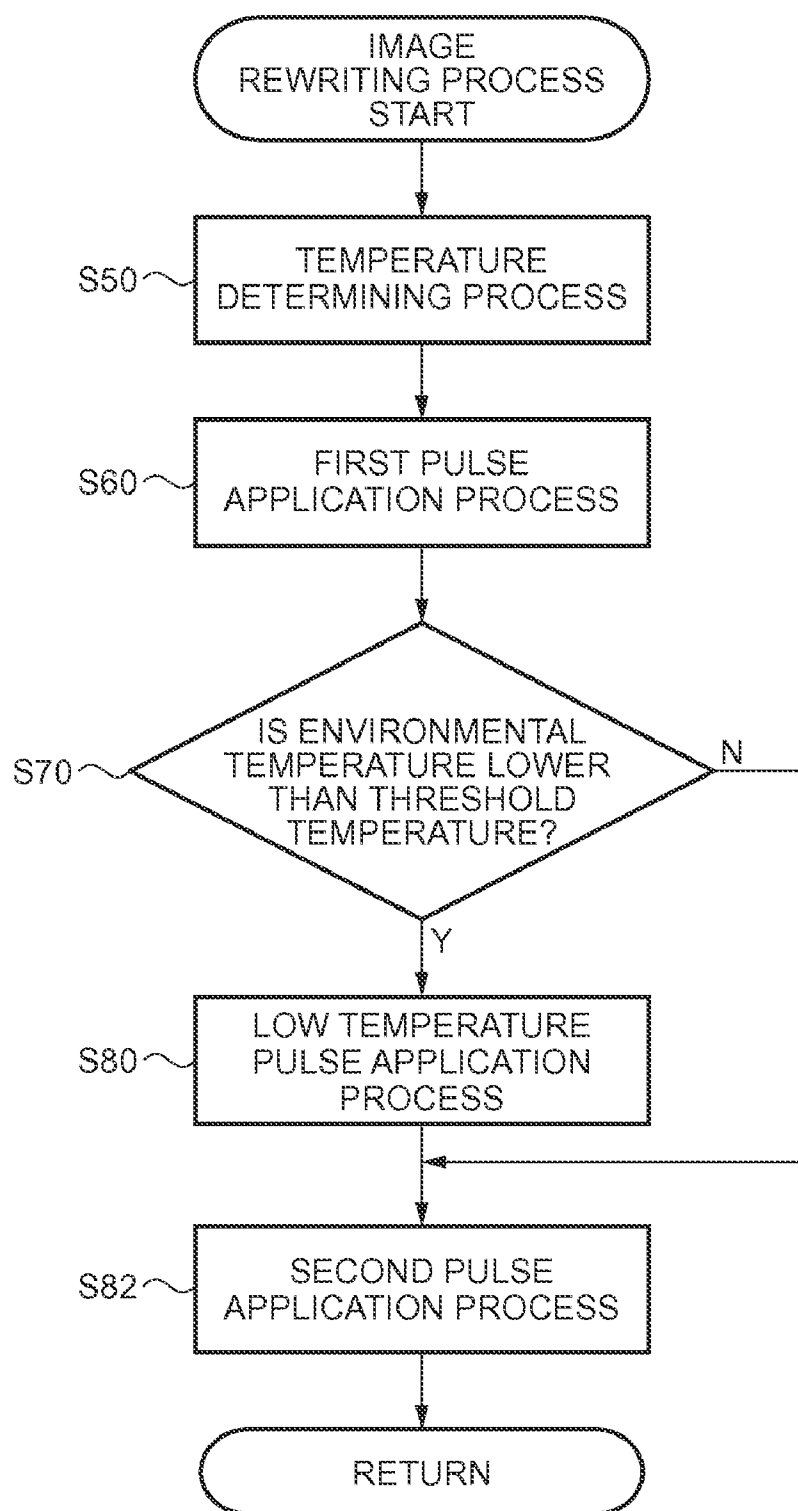 IMAGE
REWRITING PROCESS
START
S50
TEMPERATURE
DETERMINING PROCESS
S60
FIRST PULSE
APPLICATION PROCESS
S70
IS ENVIRONMENTAL
TEMPERATURE LOWER
THAN THRESHOLD
TEMPERATURE?
N
Y
S80
LOW TEMPERATURE
PULSE APPLICATION
PROCESS
S82
SECOND PULSE
APPLICATION PROCESS
RETURN